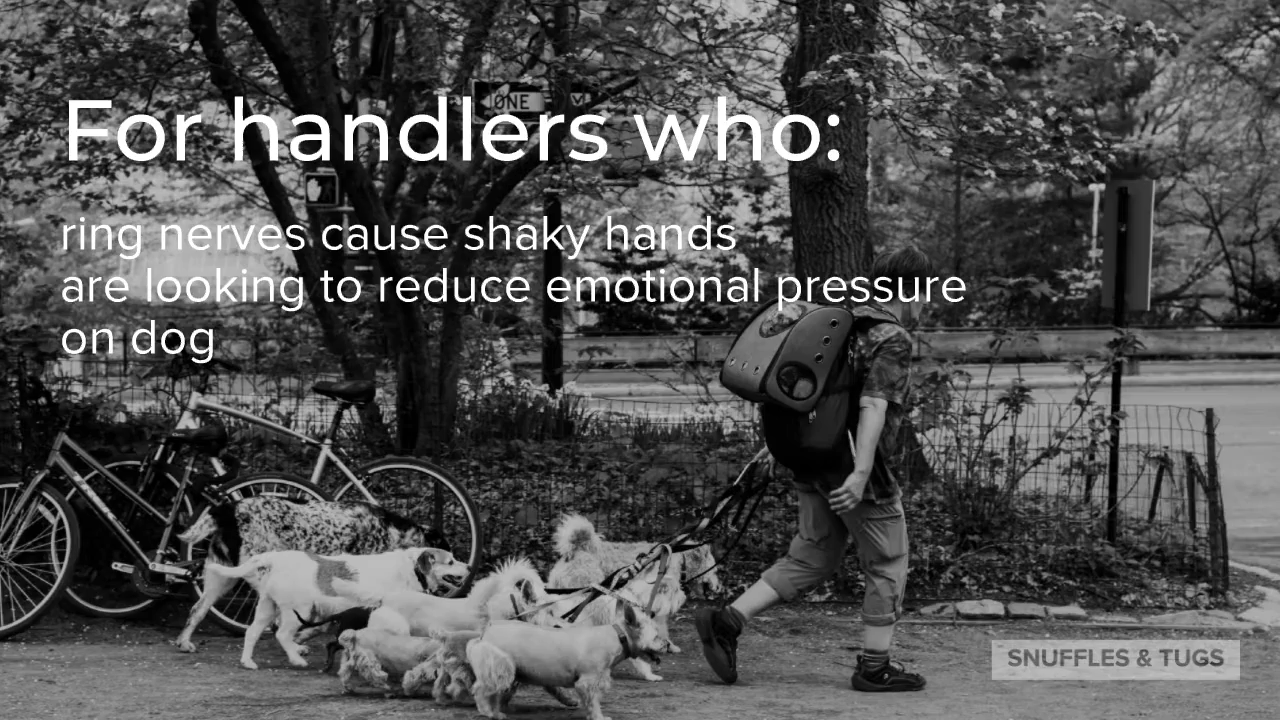 ONE
For handlers who:
ring nerves cause shaky hands
are looking to reduce emotional pressure
on dog
SNUFFLES & TUGS